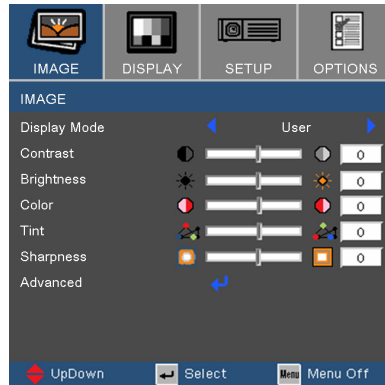 IMAGE DISPLAY SETUP OPTIONS
IMAGE
Display Mode User
Contrast 0
Brightness 0
Color 0
Tint 0
Sharpness 0
Advanced
UpDown Select Menu Menu Off